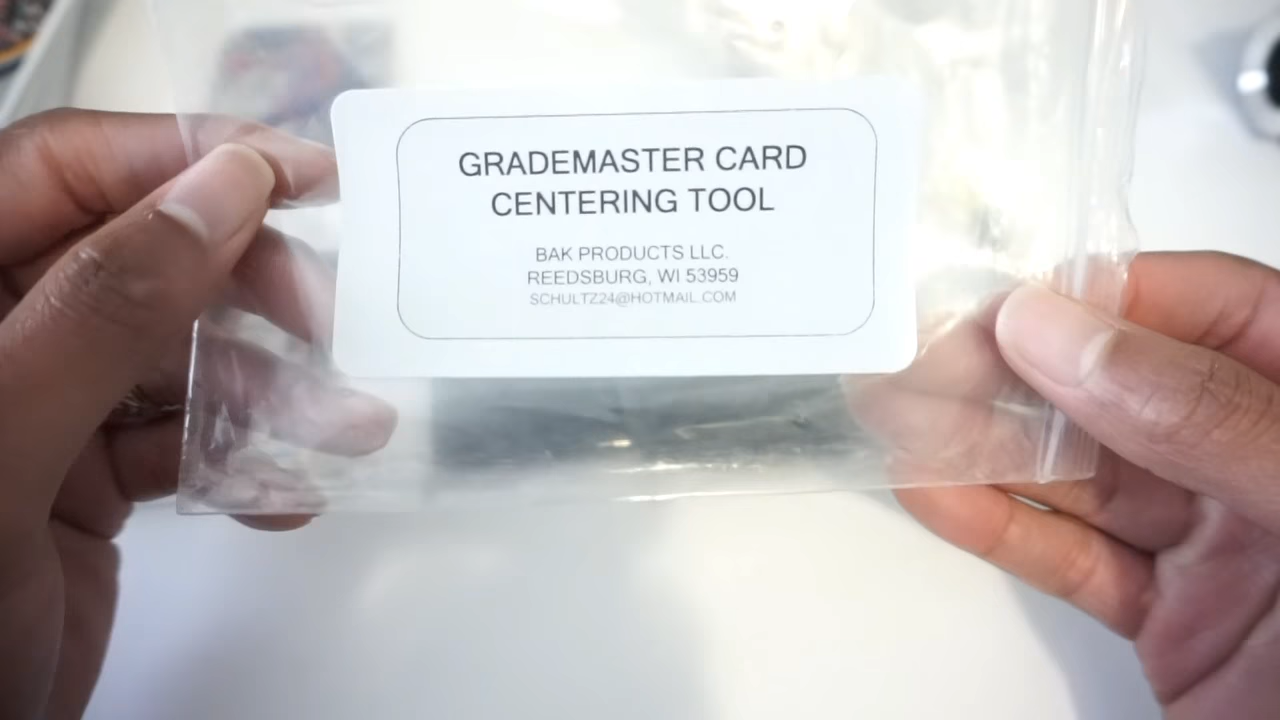 GRADEMASTER CARD
CENTERING TOOL
BAK PRODUCTS LLC.
REEDSBURG, WI 53959
SCHULTZ24@HOTMAIL.COM